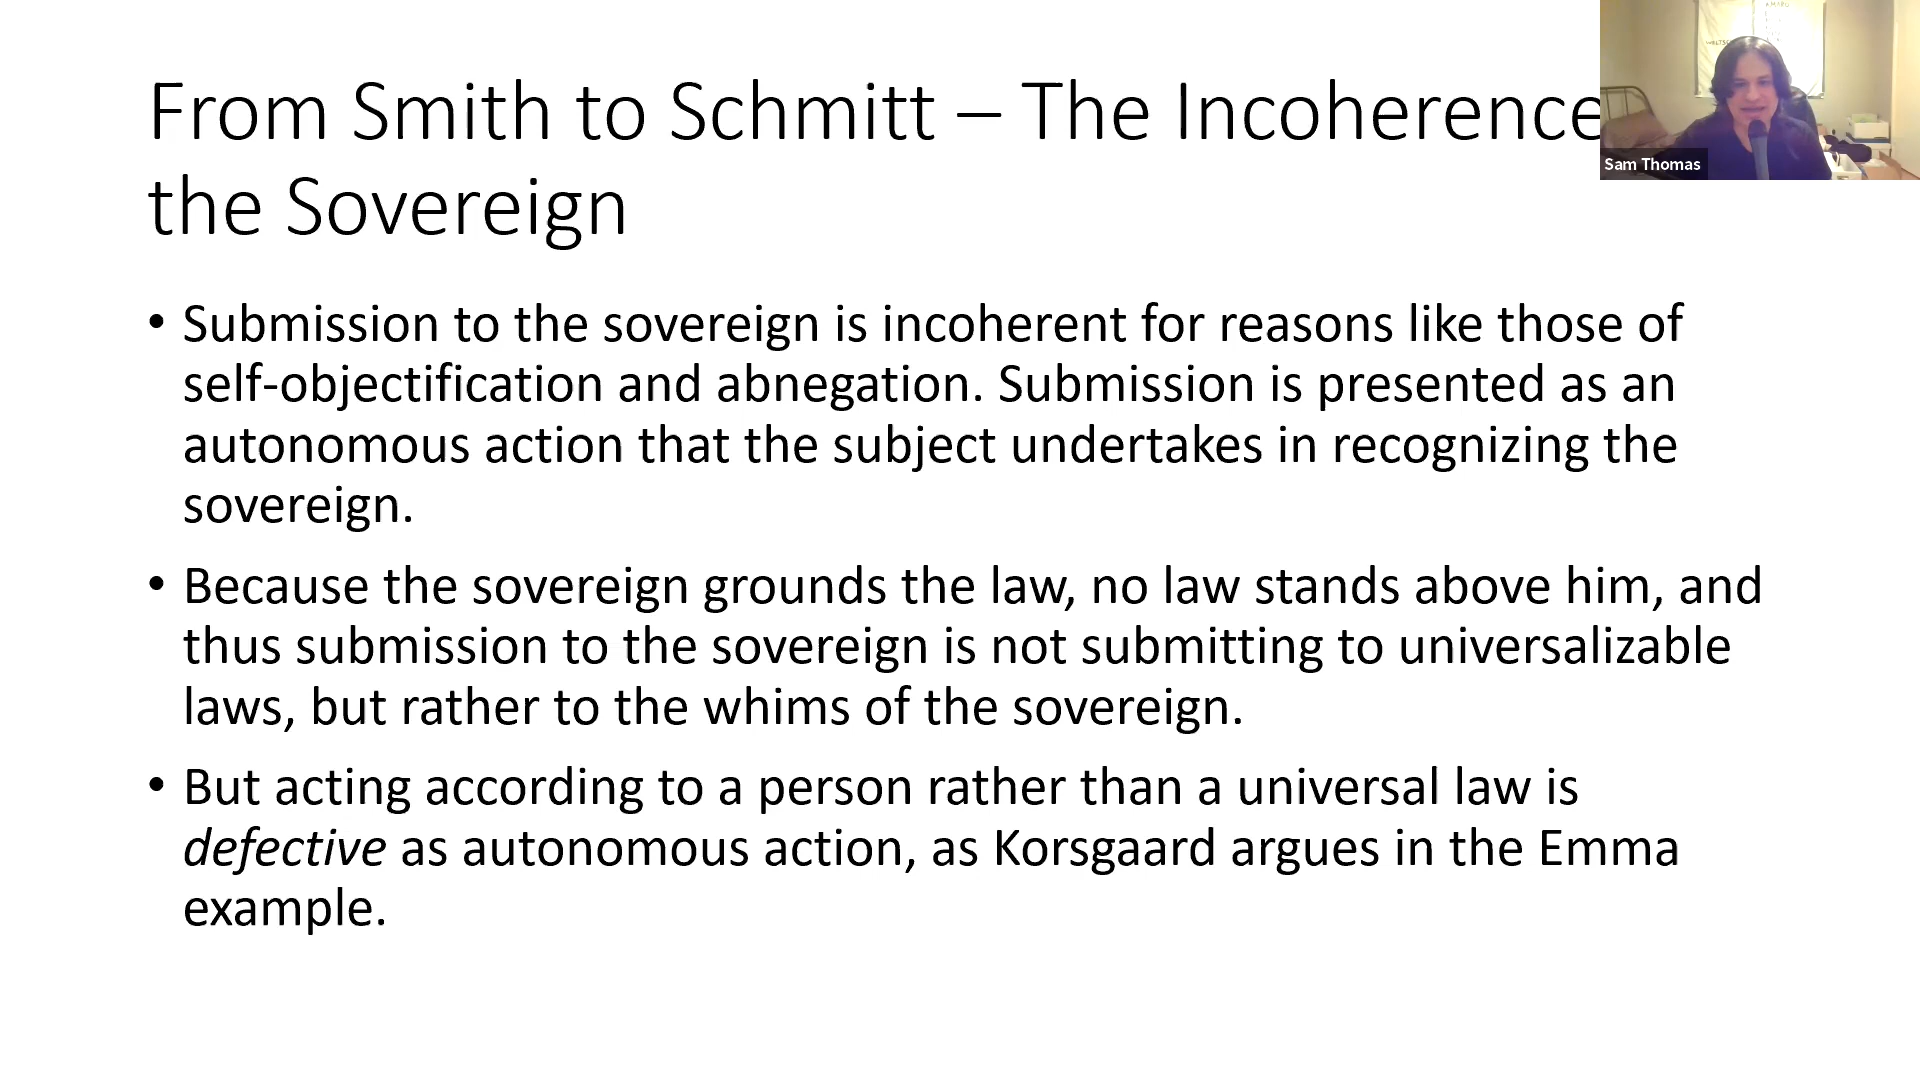 From Smith to Schmitt – The Incoherence
the Sovereign
Sam Thomas
• Submission to the sovereign is incoherent for reasons like those of
self-objectification and abnegation. Submission is presented as an
autonomous action that the subject undertakes in recognizing the
sovereign.
• Because the sovereign grounds the law, no law stands above him, and
thus submission to the sovereign is not submitting to universalizable
laws, but rather to the whims of the sovereign.
• But acting according to a person rather than a universal law is
defective as autonomous action, as Korsgaard argues in the Emma
example.